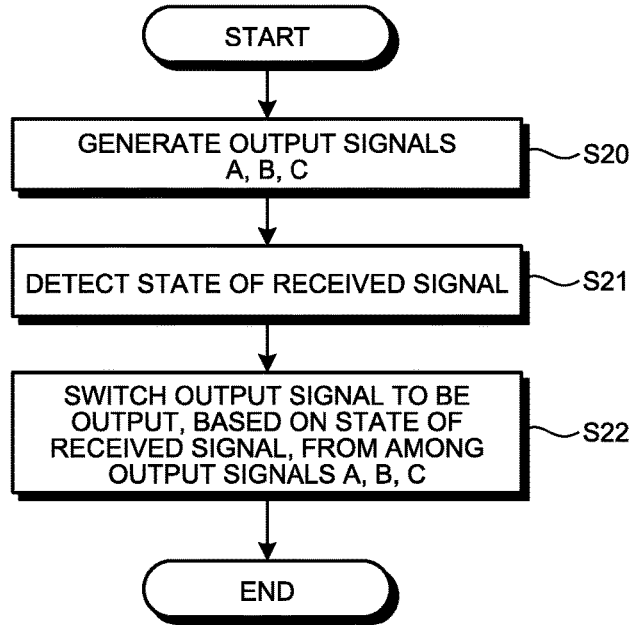 START
GENERATE OUTPUT SIGNALS
A, B, C
S20
DETECT STATE OF RECEIVED SIGNAL
S21
SWITCH OUTPUT SIGNAL TO BE
OUTPUT, BASED ON STATE OF
RECEIVED SIGNAL, FROM AMONG
OUTPUT SIGNALS A, B, C
S22
END